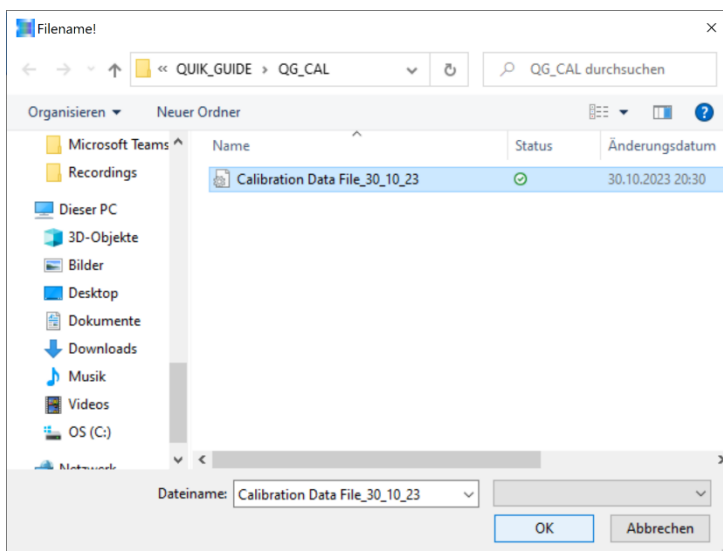 Filename!
« QUIK_GUIDE › QG_CAL
QG_CAL durchsuchen
Organisieren
Neuer Ordner
Microsoft Teams
Recordings
Dieser PC
3D-Objekte
Bilder
Desktop
Dokumente
Downloads
Musik
Videos
OS (C:)
Netzwerk
Name Status Änderungsdatum
Calibration Data File_30_10_23 30.10.2023 20:30
Dateiname: Calibration Data File_30_10_23
OK Abbrechen